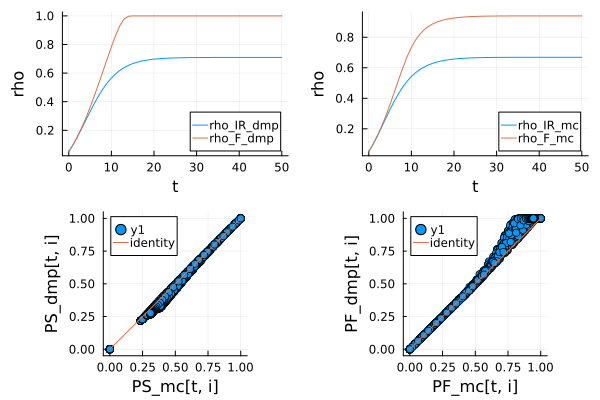 1.0
0.8
0.6
0.4
0.2
rho
rho_IR_dmp
rho_F_dmp
0 10 20 30 40 50
t
0.8
0.6
0.4
0.2
rho
rho_IR_mc
rho_F_mc
0 10 20 30 40 50
t
1.00
0.75
0.50
0.25
0.00
PS_dmp[t, i]
y1
identity
0.00 0.25 0.50 0.75 1.00
PS_mc[t, i]
1.00
0.75
0.50
0.25
0.00
PF_dmp[t, i]
y1
identity
0.00 0.25 0.50 0.75 1.00
PF_mc[t, i]